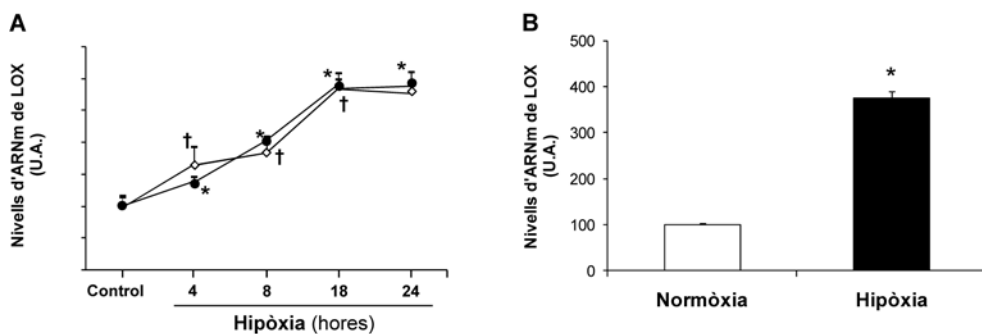 A
Nivells d'ARNm de LOX
(U.A.)
†
*
*
†
*
†
*
Control 4 8 18 24
Hipòxia (hores)
B
Nivells d'ARNm de LOX
(U.A.)
500
400
300
200
100
0
*
Normòxia Hipòxia